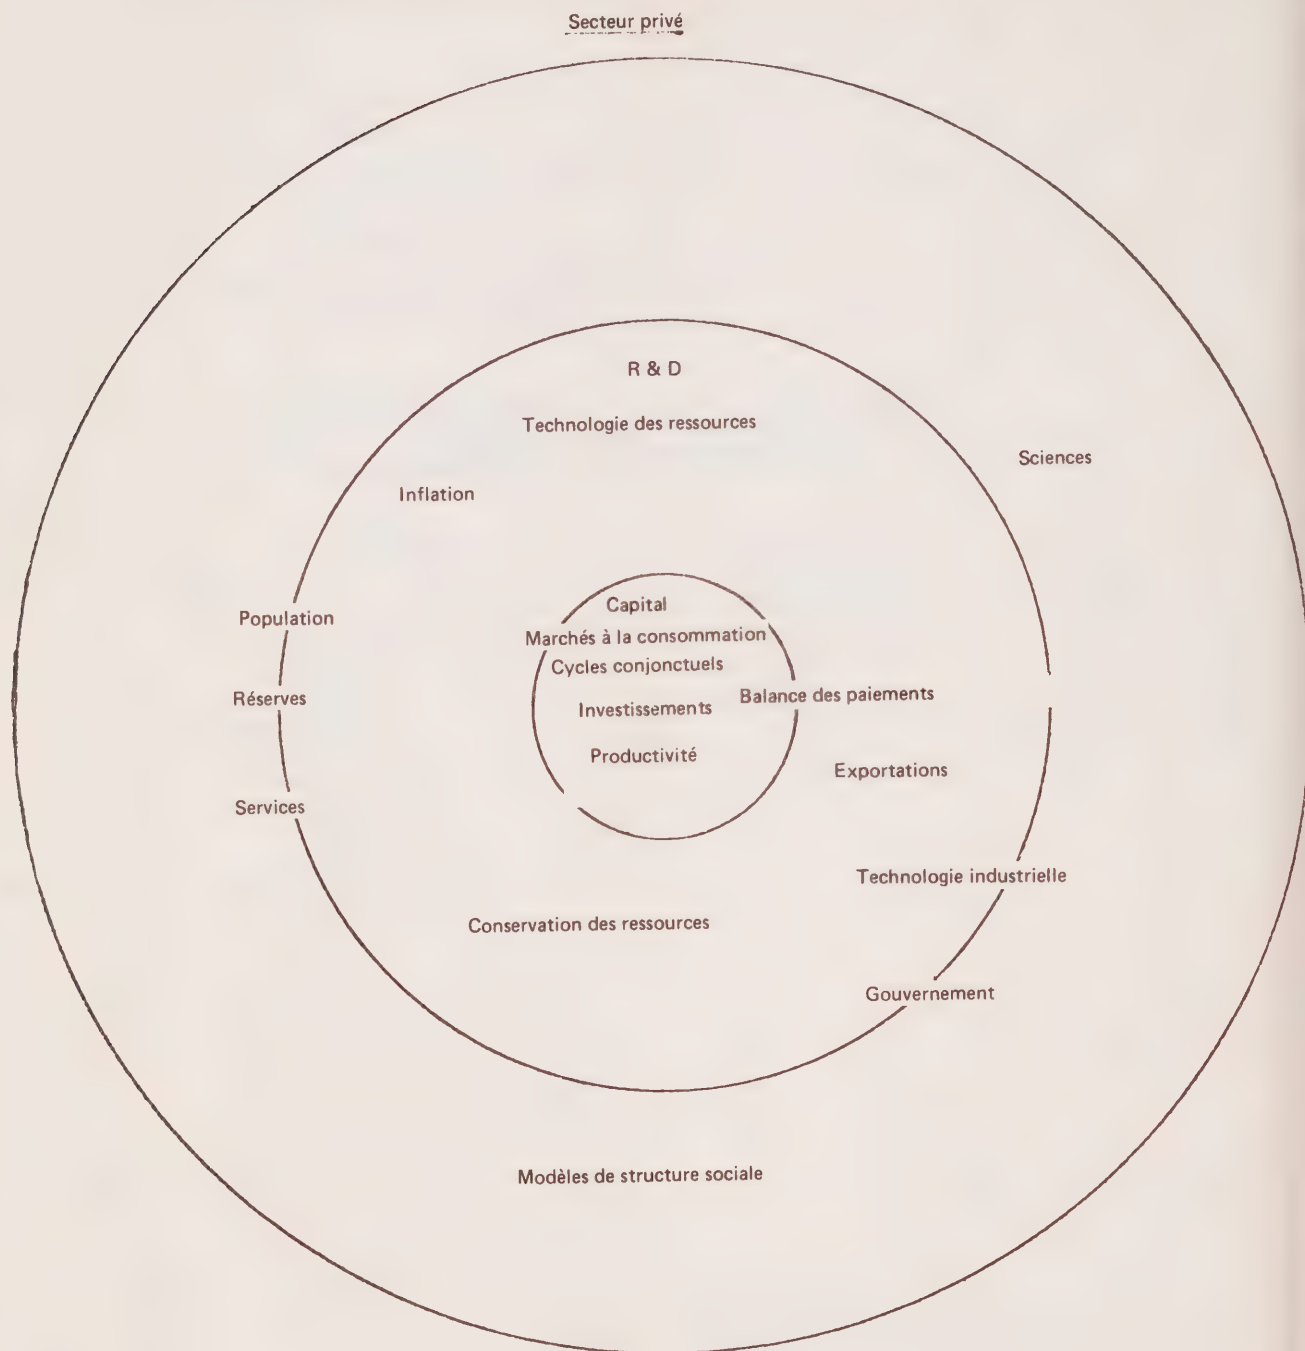 Secteur privé
R & D
Technologie des ressources
Sciences
Inflation
Capital
Population
Marchés à la consommation
Cycles conjonctuels
Balance des paiements
Réserves
Investissements
Productivité
Exportations
Services
Technologie industrielle
Conservation des ressources
Gouvernement
Modèles de structure sociale